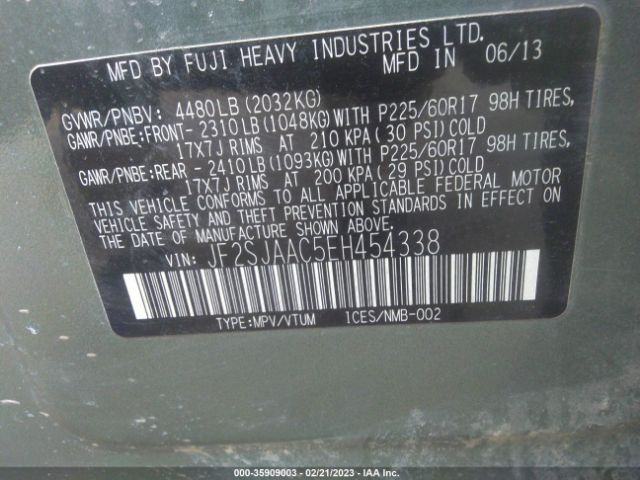 MFD BY FUJI HEAVY INDUSTRIES LTD.
MFD IN 06/13
GVWR/PNBV: 4480LB (2032KG)
GAWR/PNBE:FRONT- 2310LB(1048KG)WITH P225/60R17 98H TIRES,
17X7J RIMS AT 210 KPA(30 PSI)COLD
GAWR/PNBE:REAR - 2410LB(1093KG)WITH P225/60R17 98H TIRES,
17X7J RIMS AT 200 KPA(29 PSI)COLD
THIS VEHICLE CONFORMS TO ALL APPLICABLE FEDERAL MOTOR
VEHICLE SAFETY AND THEFT PREVENTION STANDARDS IN EFFECT ON
THE DATE OF MANUFACTURE SHOWN ABOVE.
VIN: JF2SJAAC5EH454338
TYPE:MPV/VTUM ICES/NMB-002
000-35909003 - 02/21/2023 - IAA Inc.